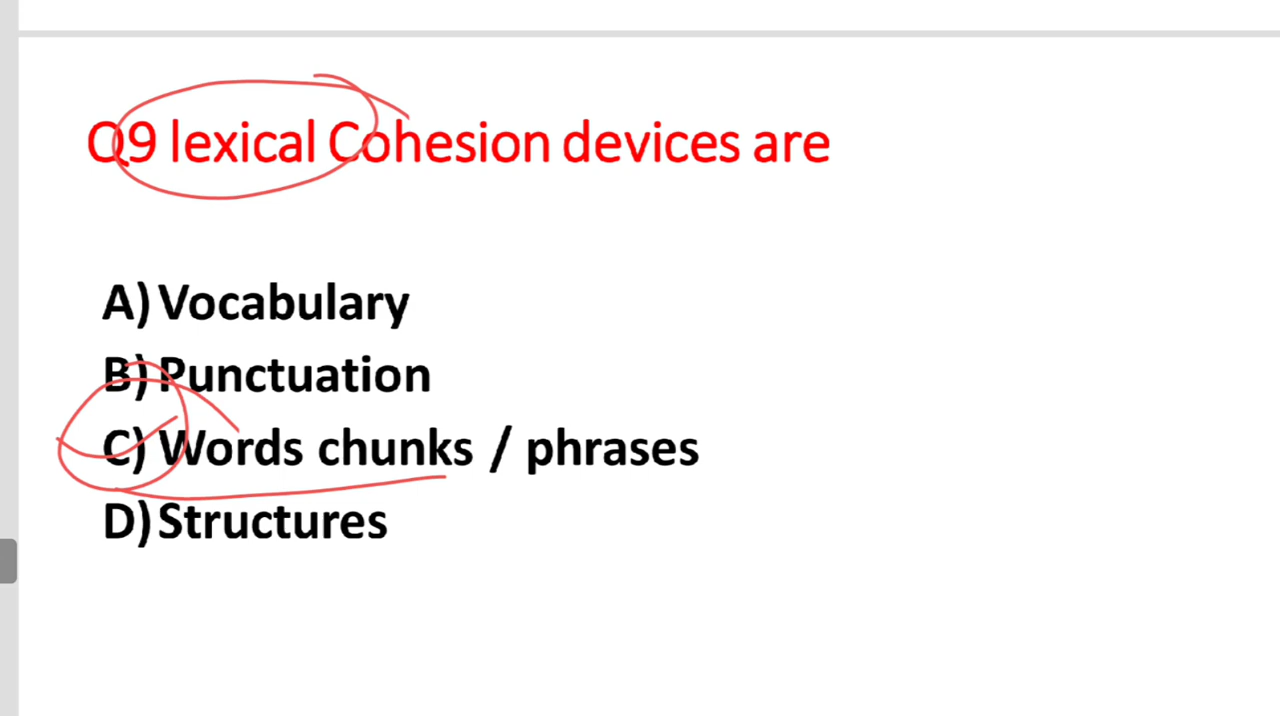 Q9 lexical Cohesion devices are
A) Vocabulary
B) Punctuation
C) Words chunks / phrases
D) Structures